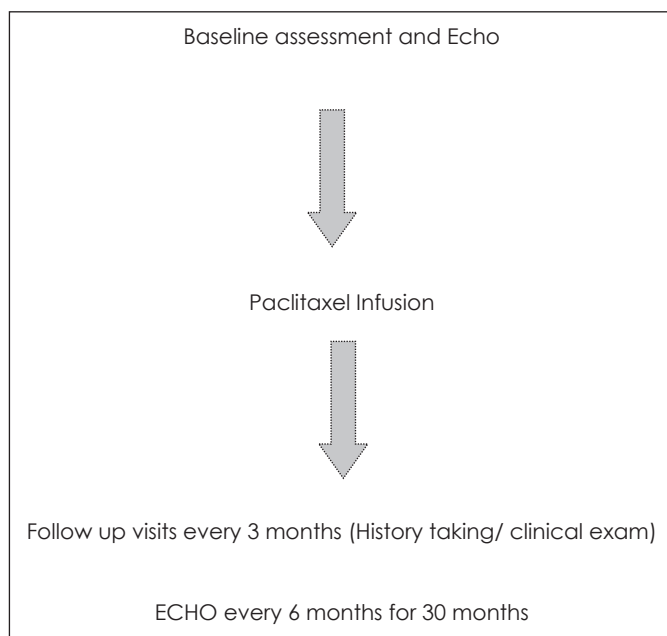 Baseline assessment and Echo
Paclitaxel Infusion
Follow up visits every 3 months (History taking/ clinical exam)
ECHO every 6 months for 30 months